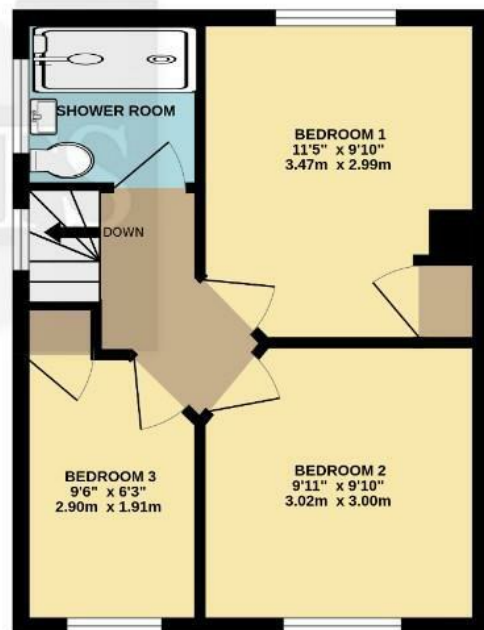 SHOWER ROOM
BEDROOM 1
11'5" x 9'10"
3.47m x 2.99m
DOWN
BEDROOM 3
9'6" x 6'3"
2.90m x 1.91m
BEDROOM 2
9'11" x 9'10"
3.02m x 3.00m